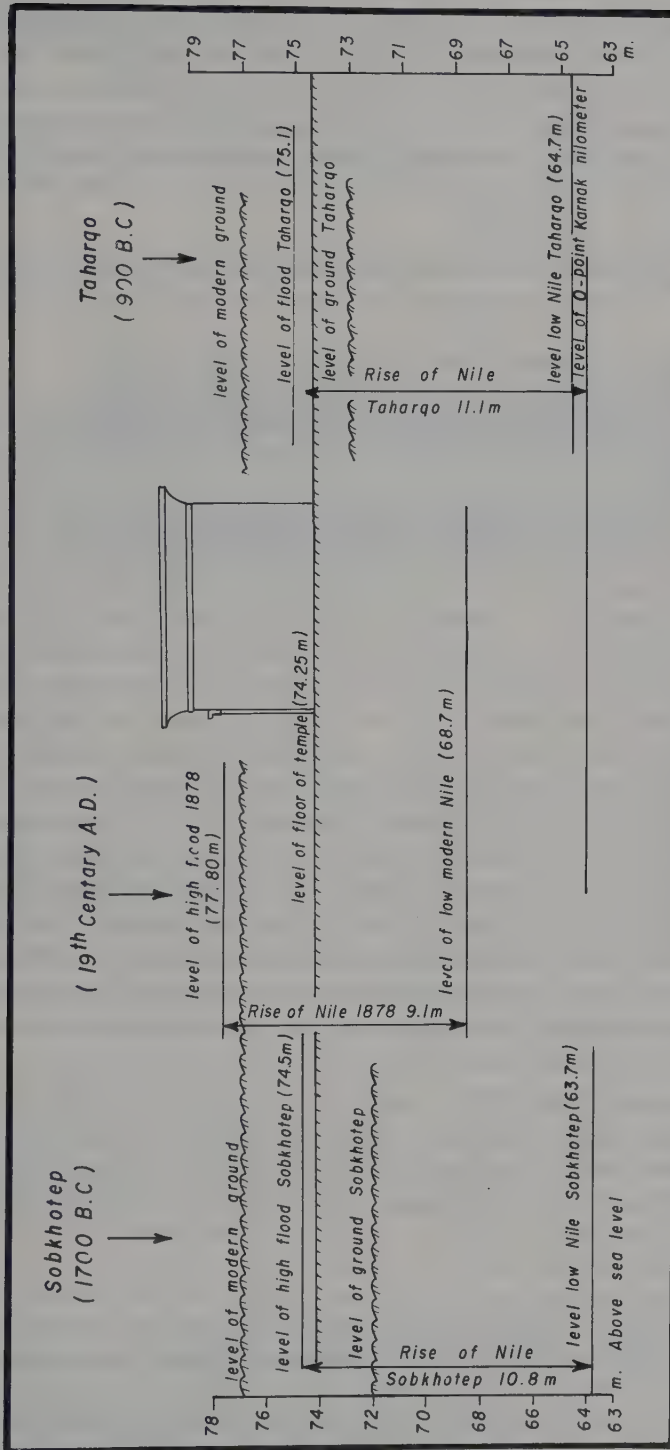 Sobkhotep
(1700 B.C)
(19th Centary A.D.)
Taharqo
(900 B.C)
78
76
74
72
70
68
66
64
63
m. Above sea level
level of modern ground
level of high flood Sobkhotep (74.5m)
level of ground Sobkhotep
Rise of Nile
Sobkhotep 10.8m
level low Nile Sobkhotep (63.7m)
level of high flood 1878
(77.80m)
Rise of Nile 1878 9.1m
level of low modern Nile (68.7m)
level of floor of temple (74.25m)
level of modern ground
level of flood Taharqo (75.1)
level of ground Taharqo
Rise of Nile
Taharqo 11.1m
level low Nile Taharqo (64.7m)
level of O-point Karnak nilometer
79
77
75
73
71
69
67
65
63
m.